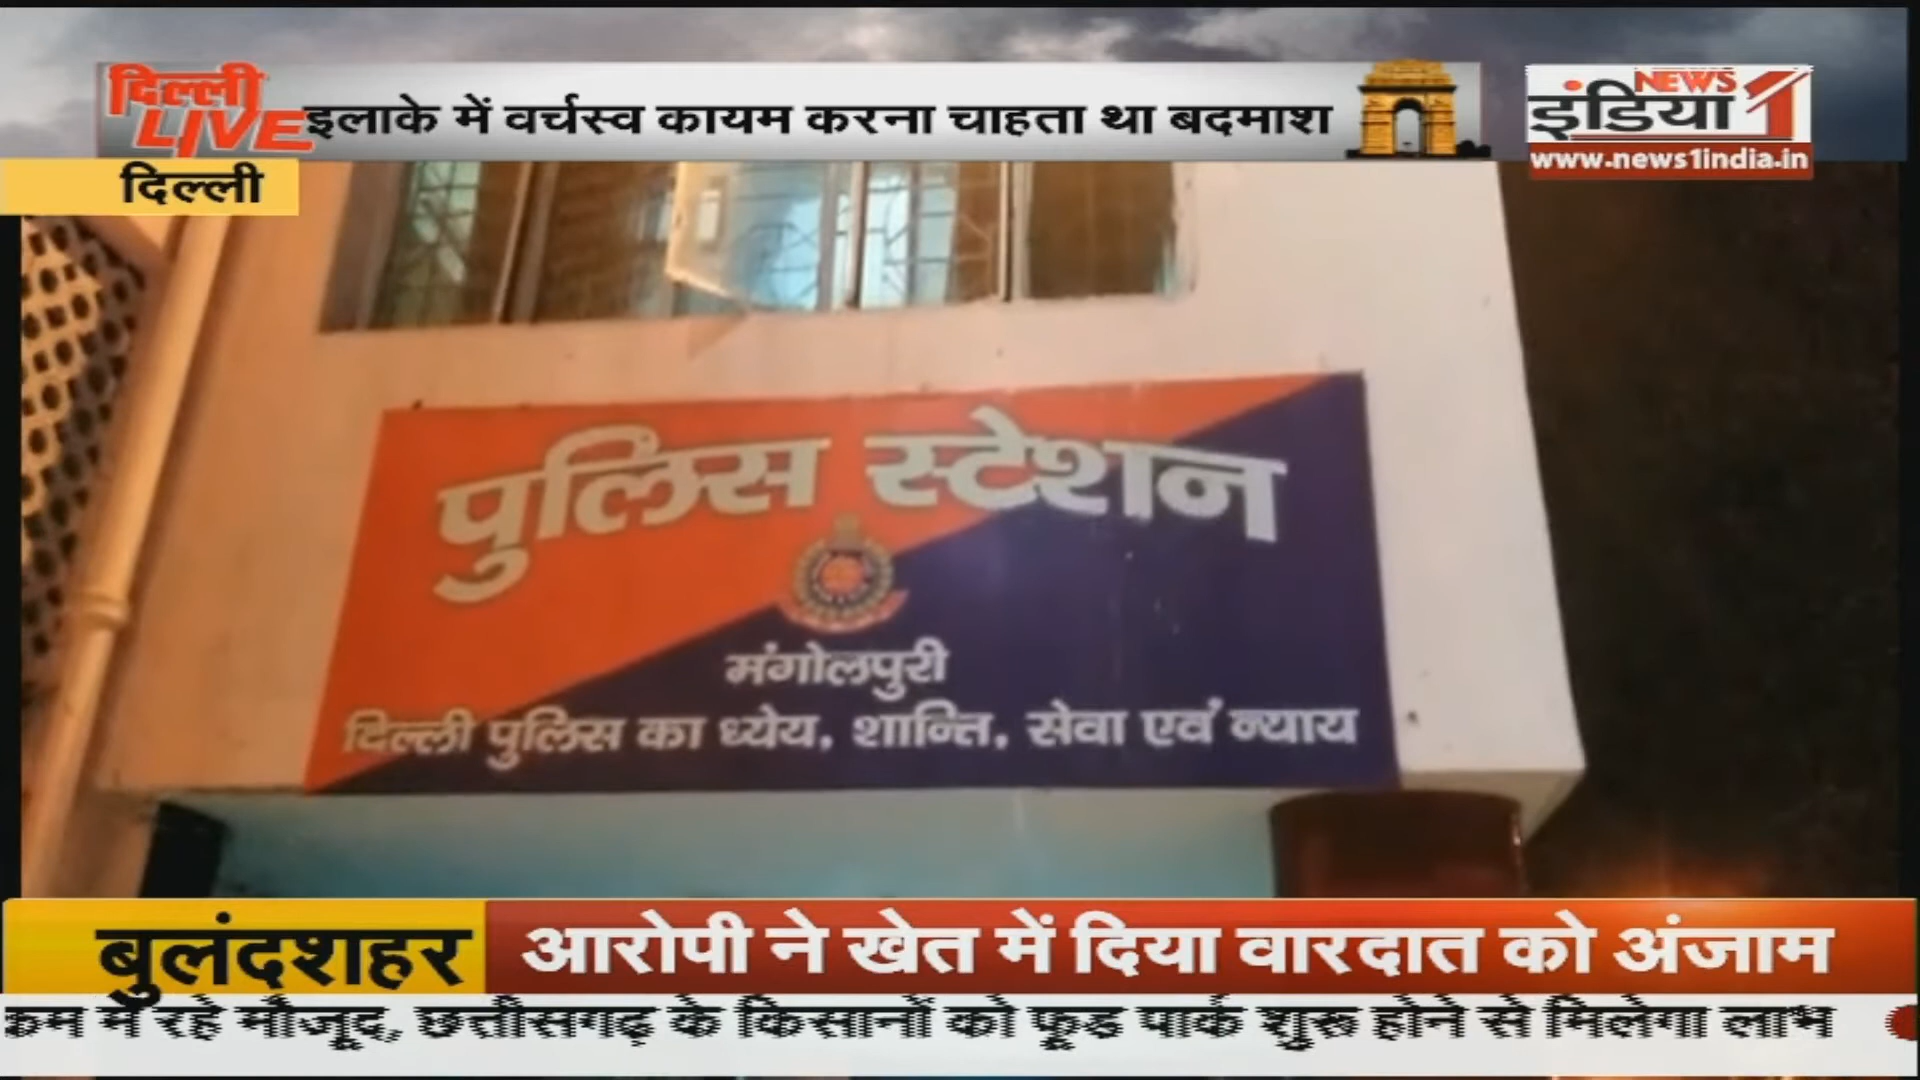 दिल्ली
LIVE
इलाके में वर्चस्व कायम करना चाहता था बदमाश
NEWS
इंडिया 1
www.news1india.in
दिल्ली
पुलिस स्टेशन
मंगोलपुरी
दिल्ली पुलिस का ध्येय, शान्ति, सेवा एवं न्याय
बुलंदशहर
आरोपी ने खेत में दिया वारदात को अंजाम
में रहे मौजूद, छत्तीसगढ़ के किसानों को फूड पार्क शुरू होने से मिलेगा लाभ